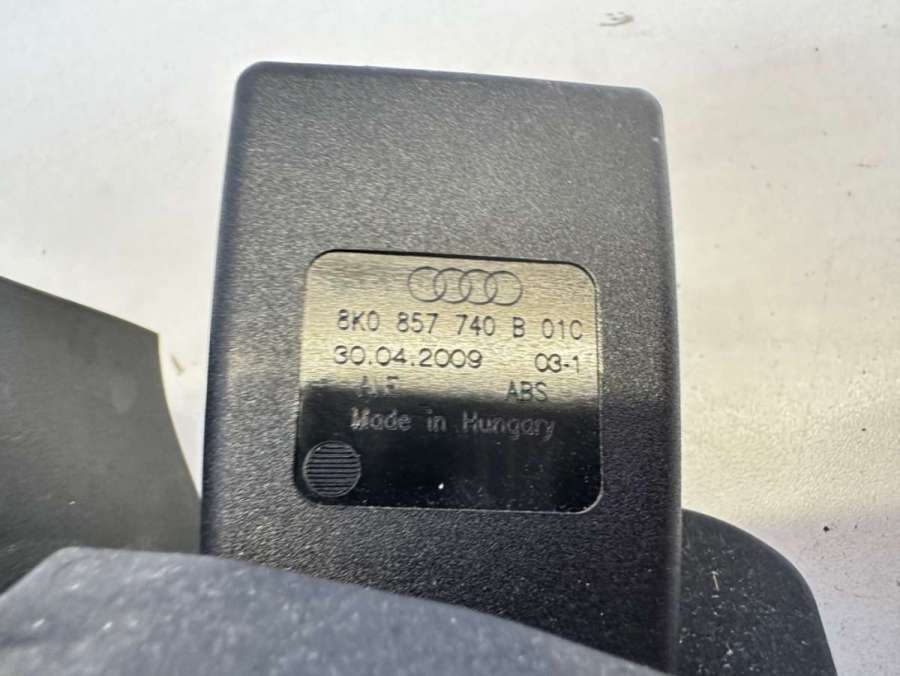 8K0 857 740 B 01C
30.04.2009 03-1
ABS
Made in Hungary